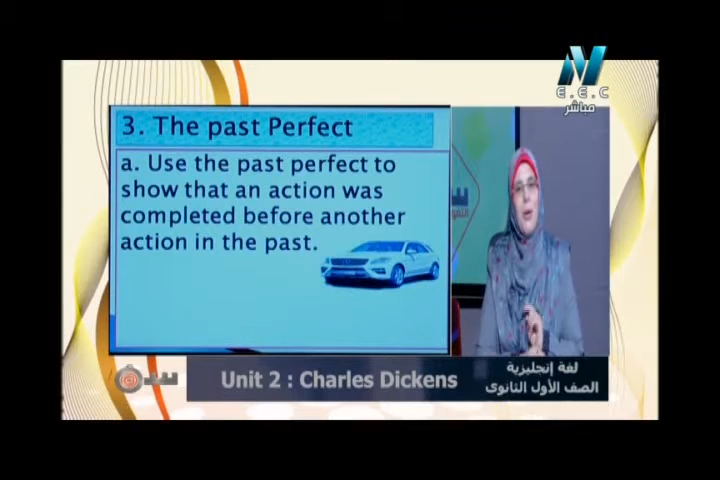 E.E.C
مباشر
3. The past Perfect
a. Use the past perfect to
show that an action was
completed before another
action in the past.
Unit 2 : Charles Dickens
لغة إنجليزية
الصف الأول الثانوى